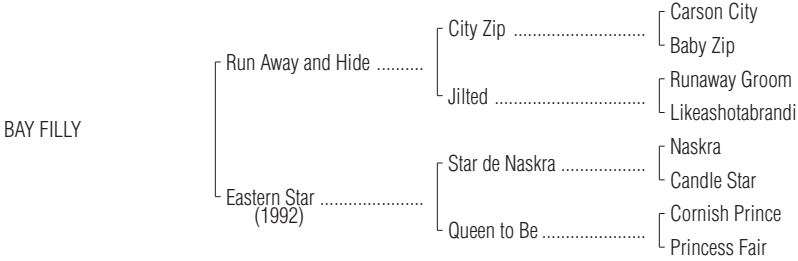 Carson City
City Zip ............................
Baby Zip
Run Away and Hide ..........
Runaway Groom
Jilted ................................
Likeashotabrandi
BAY FILLY
Naskra
Star de Naskra ..................
Candle Star
Eastern Star ......................
(1992)
Cornish Prince
Queen to Be ......................
Princess Fair